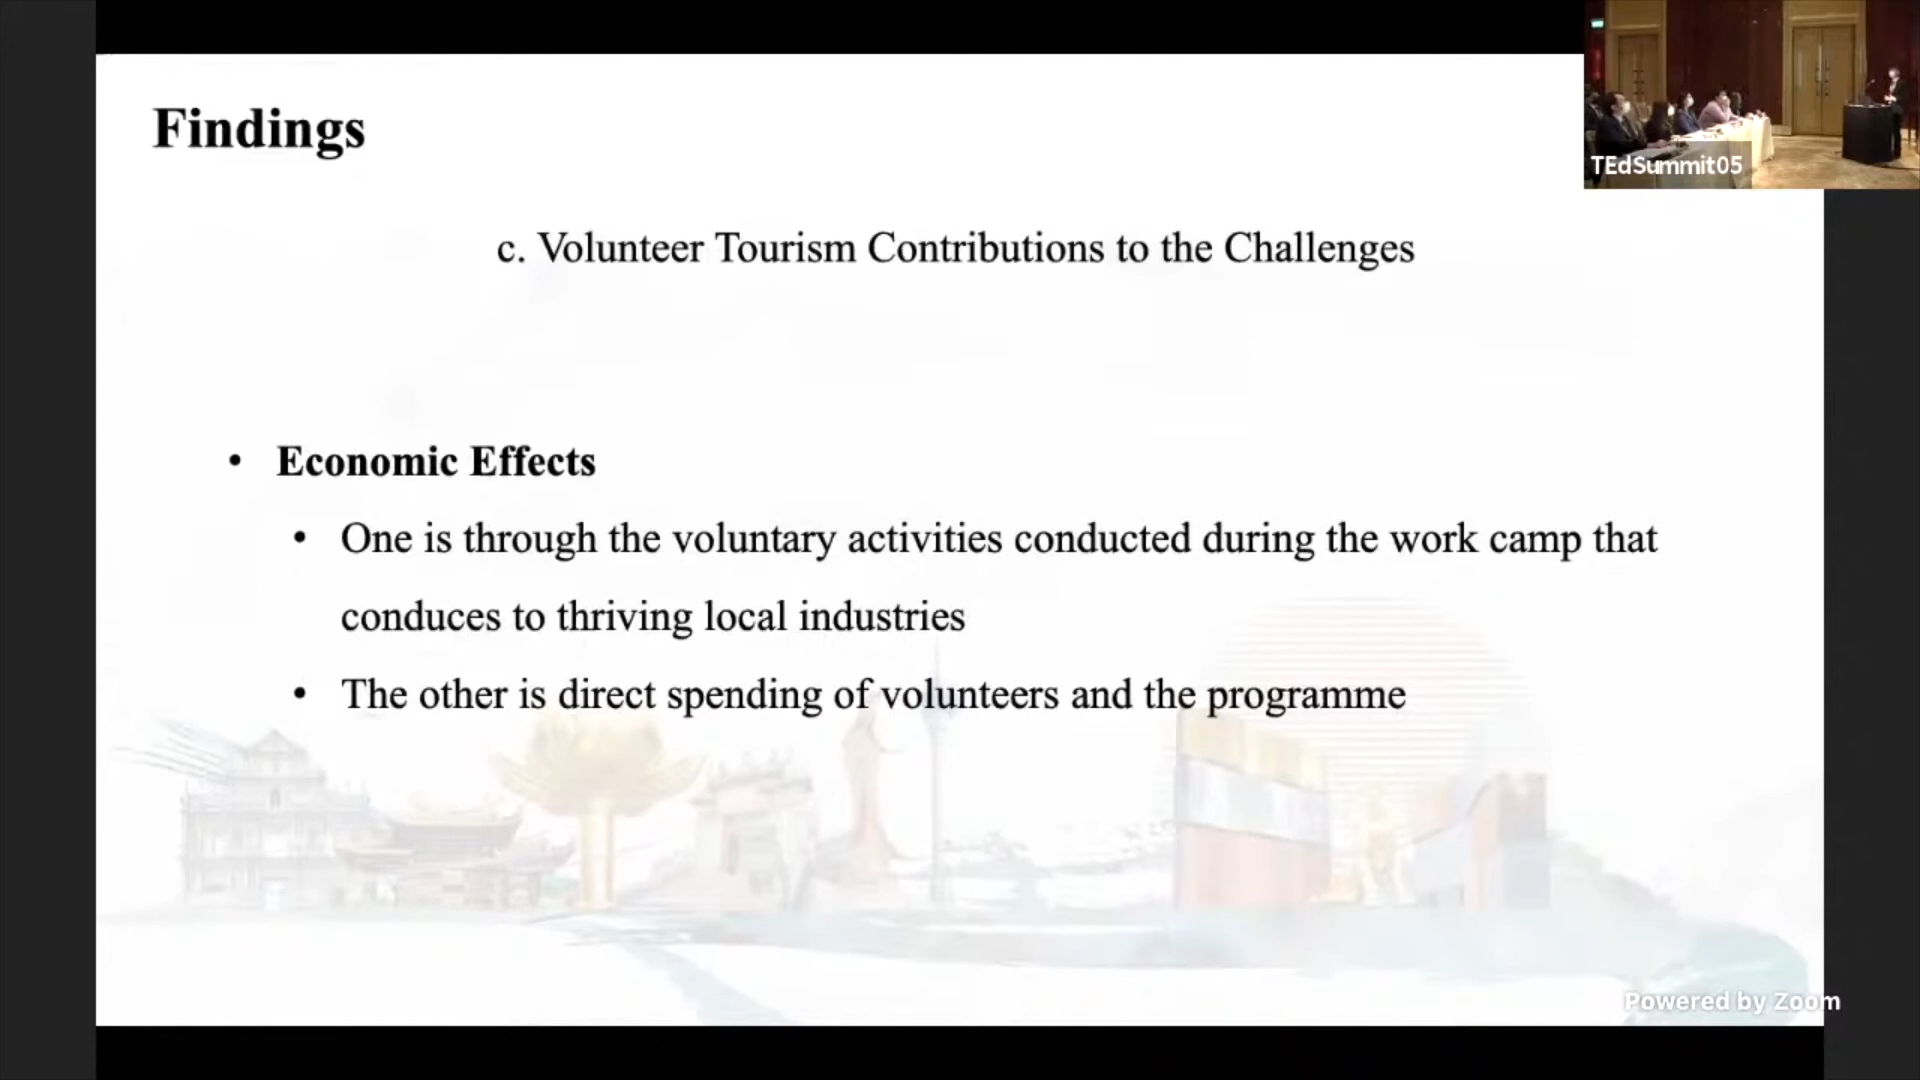 Findings
TEdSummit05
c. Volunteer Tourism Contributions to the Challenges
• Economic Effects
• One is through the voluntary activities conducted during the work camp that
conduces to thriving local industries
• The other is direct spending of volunteers and the programme
Powered by Zoom